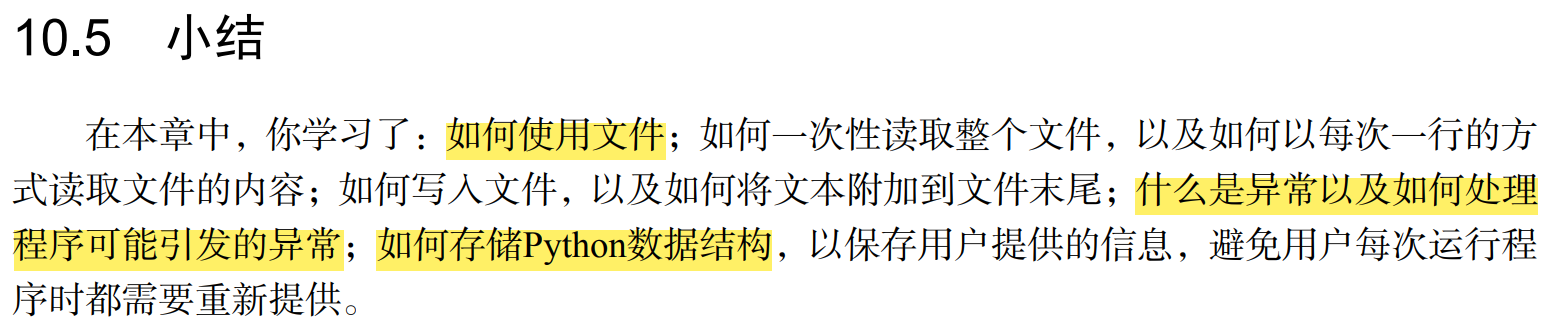 10.5 小结
在本章中，你学习了：如何使用文件；如何一次性读取整个文件，以及如何以每次一行的方
式读取文件的内容；如何写入文件，以及如何将文本附加到文件末尾；什么是异常以及如何处理
程序可能引发的异常；如何存储Python数据结构，以保存用户提供的信息，避免用户每次运行程
序时都需要重新提供。